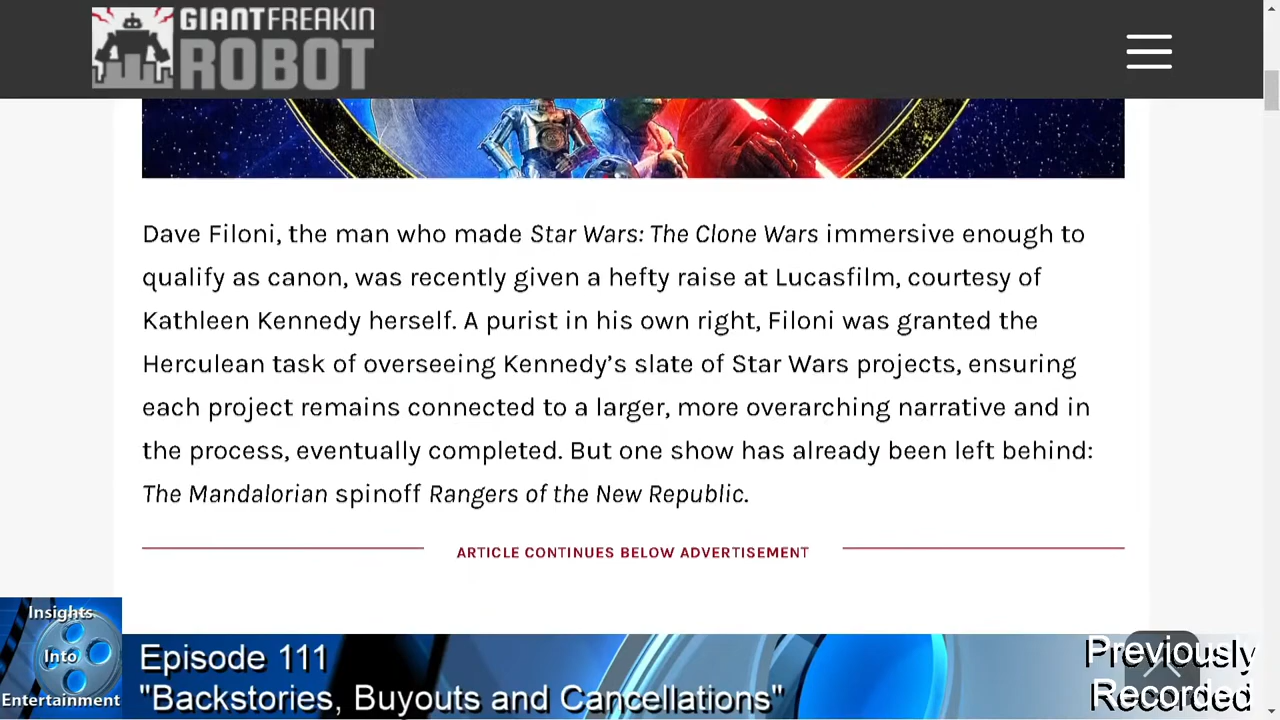 GIANTFREAKIN
ROBOT
Dave Filoni, the man who made Star Wars: The Clone Wars immersive enough to
qualify as canon, was recently given a hefty raise at Lucasfilm, courtesy of
Kathleen Kennedy herself. A purist in his own right, Filoni was granted the
Herculean task of overseeing Kennedy’s slate of Star Wars projects, ensuring
each project remains connected to a larger, more overarching narrative and in
the process, eventually completed. But one show has already been left behind:
The Mandalorian spinoff Rangers of the New Republic.
ARTICLE CONTINUES BELOW ADVERTISEMENT
Insights
Into
Entertainment
Episode 111
"Backstories, Buyouts and Cancellations"
Previously
Recorded